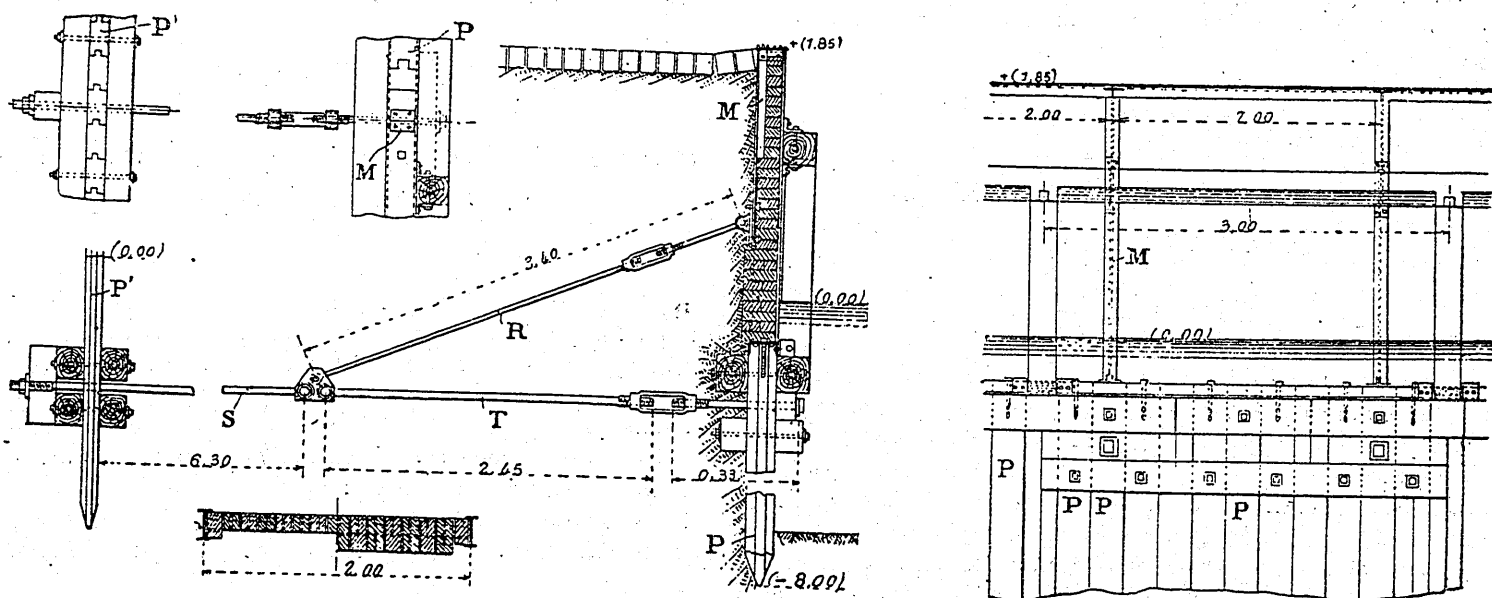 P'
P
M
+(1.85)
M
3.40
R
(0.00)
(0.00)
P'
S
T
6.30
2.45
0.33
2.00
P
(-8.00)
+(1.85)
2.00
2.00
3.00
M
(0.00)
P
P
P
P